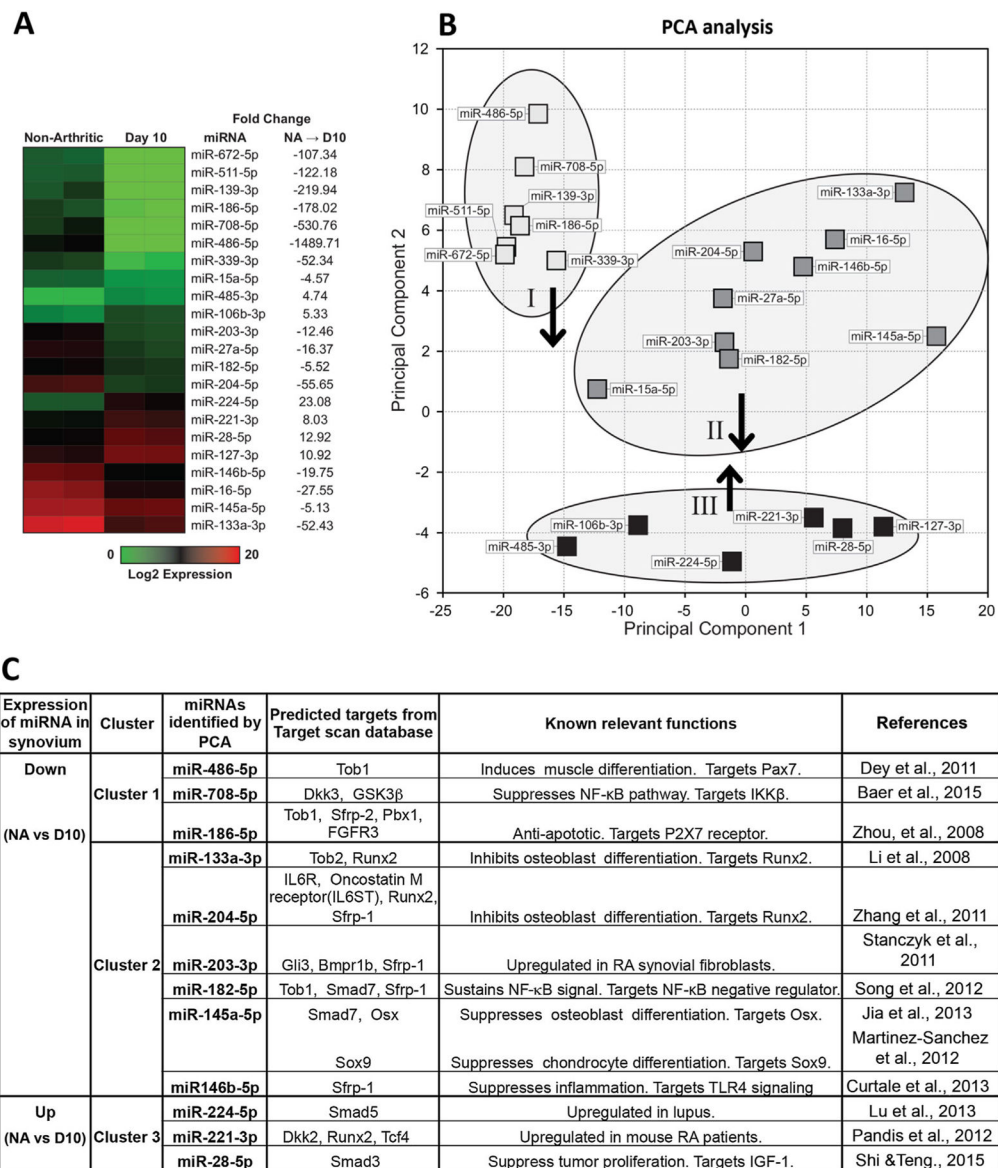 A
Fold Change
Non-Arthritic Day 10 miRNA NA → D10
miR-672-5p -107.34
miR-511-5p -122.18
miR-139-3p -219.94
miR-186-5p -178.02
miR-708-5p -530.76
miR-486-5p -1489.71
miR-339-3p -52.34
miR-15a-5p -4.57
miR-485-3p 4.74
miR-106b-3p 5.33
miR-203-3p -12.46
miR-27a-5p -16.37
miR-182-5p -5.52
miR-204-5p -55.65
miR-224-5p 23.08
miR-221-3p 8.03
miR-28-5p 12.92
miR-127-3p 10.92
miR-146b-5p -19.75
miR-16-5p -27.55
miR-145a-5p -5.13
miR-133a-3p -52.43
0 20
Log2 Expression
B
PCA analysis
12
10
8
6
4
2
0
-2
-4
-6
Principal Component 2
miR-486-5p
miR-708-5p
miR-139-3p
miR-511-5p
miR-186-5p
miR-672-5p
miR-339-3p
I
miR-133a-3p
miR-204-5p
miR-16-5p
miR-146b-5p
miR-27a-5p
miR-203-3p
miR-145a-5p
miR-182-5p
miR-15a-5p
II
III
miR-106b-3p
miR-221-3p
miR-127-3p
miR-485-3p
miR-28-5p
miR-224-5p
-25 -20 -15 -10 -5 0 5 10 15 20
Principal Component 1
C
Expression of miRNA in synovium Cluster miRNAs identified by PCA Predicted targets from Target scan database Known relevant functions References
Down (NA vs D10)
Cluster 1
miR-486-5p Tob1 Induces muscle differentiation. Targets Pax7. Dey et al., 2011
miR-708-5p Dkk3, GSK3β Suppresses NF-κB pathway. Targets IKKβ. Baer et al., 2015
miR-186-5p Tob1, Sfrp-2, Pbx1, FGFR3 Anti-apototic. Targets P2X7 receptor. Zhou, et al., 2008
Cluster 2
miR-133a-3p Tob2, Runx2 Inhibits osteoblast differentiation. Targets Runx2. Li et al., 2008
miR-204-5p IL6R, Oncostatin M receptor(IL6ST), Runx2, Sfrp-1 Inhibits osteoblast differentiation. Targets Runx2. Zhang et al., 2011
miR-203-3p Gli3, Bmpr1b, Sfrp-1 Upregulated in RA synovial fibroblasts. Stanczyk et al., 2011
miR-182-5p Tob1, Smad7, Sfrp-1 Sustains NF-κB signal. Targets NF-κB negative regulator. Song et al., 2012
miR-145a-5p Smad7, Osx Suppresses osteoblast differentiation. Targets Osx. Jia et al., 2013
Sox9 Suppresses chondrocyte differentiation. Targets Sox9. Martinez-Sanchez et al., 2012
miR146b-5p Sfrp-1 Suppresses inflammation. Targets TLR4 signaling Curtale et al., 2013
Up (NA vs D10)
Cluster 3
miR-224-5p Smad5 Upregulated in lupus. Lu et al., 2013
miR-221-3p Dkk2, Runx2, Tcf4 Upregulated in mouse RA patients. Pandis et al., 2012
miR-28-5p Smad3 Suppress tumor proliferation. Targets IGF-1. Shi &Teng., 2015